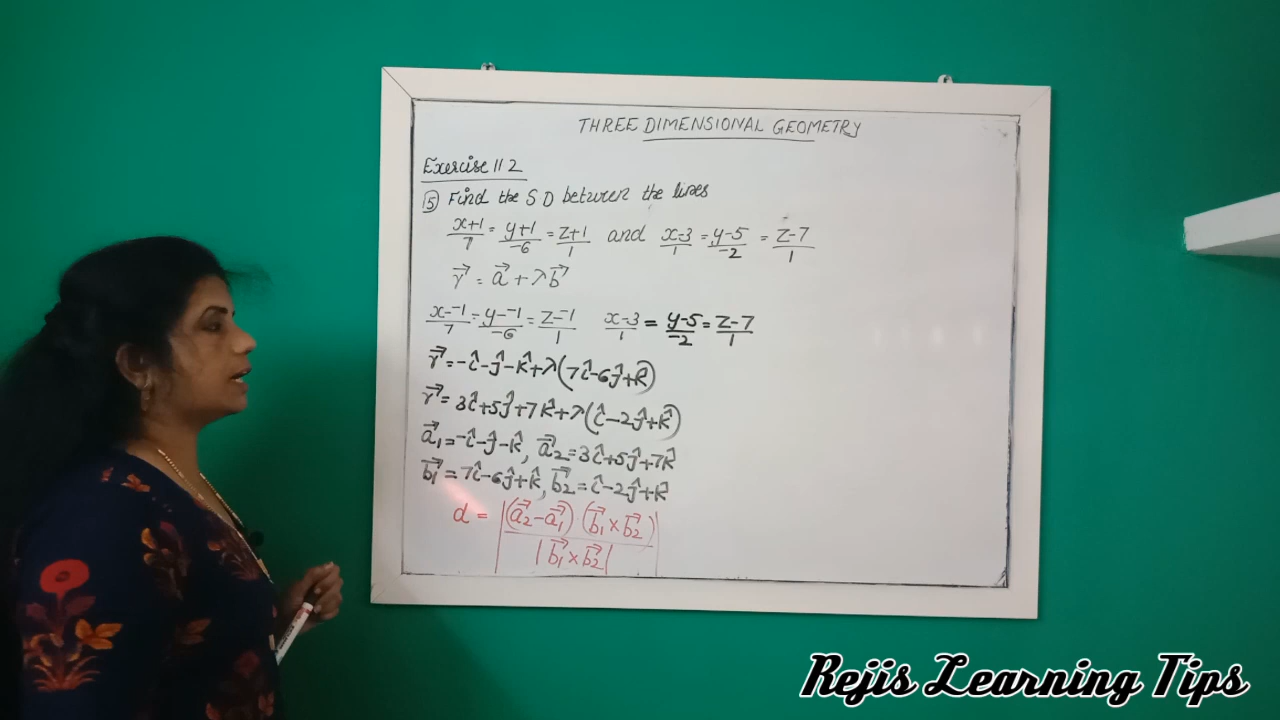 THREE DIMENSIONAL GEOMETRY
Exercise 11 2
15) Find the S D between the lines
x+1/7 = y+1/-6 = z+1/1 and x-3/1 = y-5/-2 = z-7/1
r⃗ = a⃗ + λb⃗
x--1/7 = y--1/-6 = z--1/1 x-3/1 = y-5/-2 = z-7/1
r⃗ = -î-ĵ-k̂+λ(7î-6ĵ+k̂)
r⃗ = 3î+5ĵ+7k̂+λ(î-2ĵ+k̂)
a⃗1 = -î-ĵ-k̂, a⃗2 = 3î+5ĵ+7k̂
b⃗1 = 7î-6ĵ+k̂, b⃗2 = î-2ĵ+k̂
d = |(a⃗2-a⃗1) (b⃗1×b⃗2)/|b⃗1×b⃗2||
Rejis Learning Tips